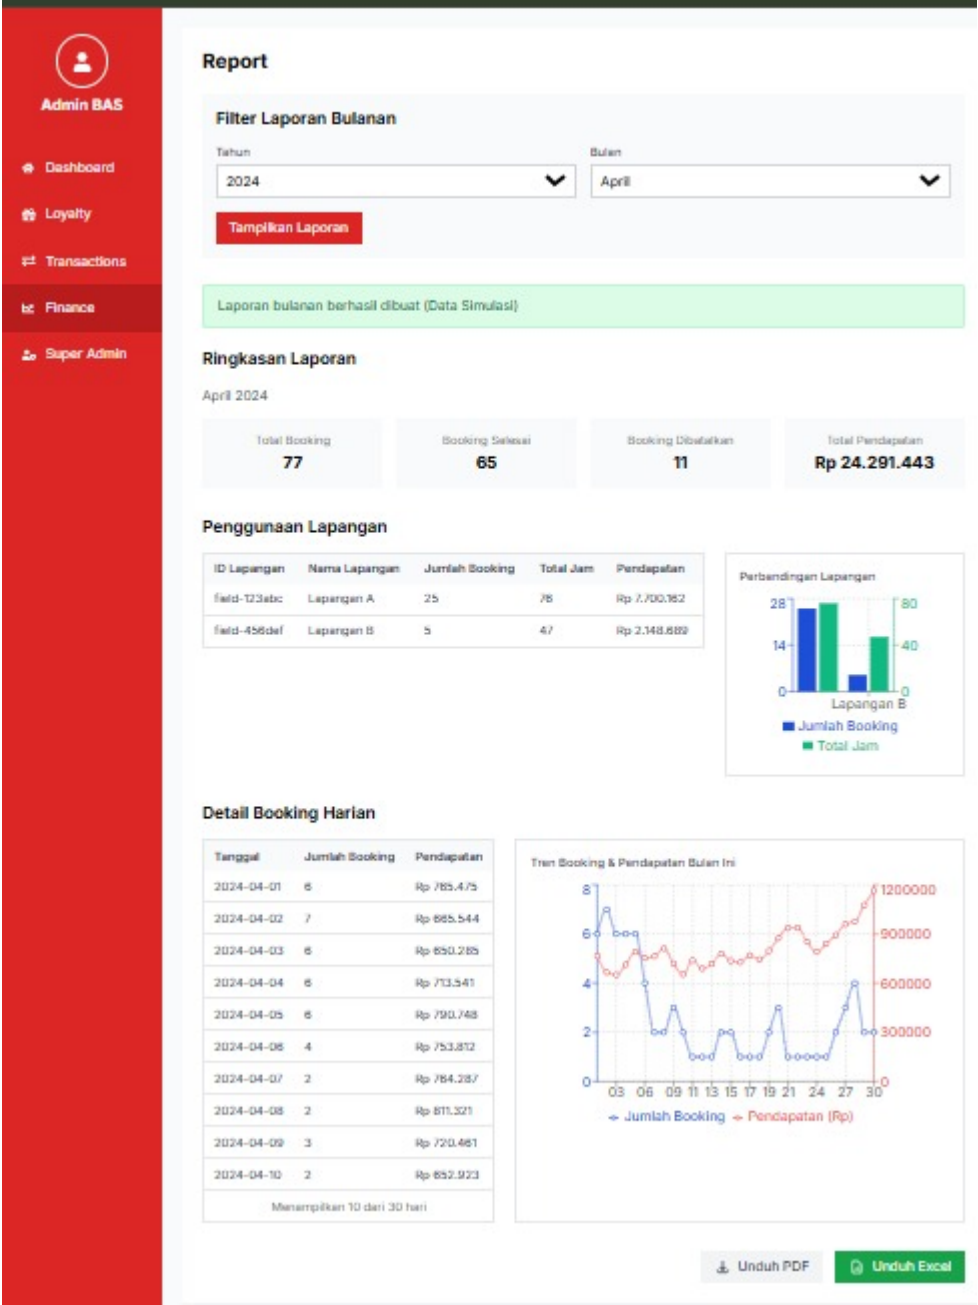 Admin BAS
Dashboard
Loyalty
Transactions
Finance
Super Admin
Report
Filter Laporan Bulanan
Tahun Bulan
2024 April
Tampilkan Laporan
Laporan bulanan berhasil dibuat (Data Simulasi)
Ringkasan Laporan
April 2024
Total Booking Booking Selesai Booking Dibatalkan Total Pendapatan
77 65 11 Rp 24.291.443
Penggunaan Lapangan
ID Lapangan Nama Lapangan Jumlah Booking Total Jam Pendapatan
field-123abc Lapangan A 25 76 Rp 7.700.162
field-456def Lapangan B 5 47 Rp 2.148.689
Perbandingan Lapangan
28 80
14 40
0 0
Lapangan B
Jumlah Booking
Total Jam
Detail Booking Harian
Tanggal Jumlah Booking Pendapatan
2024-04-01 6 Rp 765.475
2024-04-02 7 Rp 665.544
2024-04-03 6 Rp 650.285
2024-04-04 6 Rp 713.541
2024-04-05 6 Rp 790.748
2024-04-06 4 Rp 753.812
2024-04-07 2 Rp 764.287
2024-04-08 2 Rp 811.321
2024-04-09 3 Rp 720.461
2024-04-10 2 Rp 652.923
Menampilkan 10 dari 30 hari
Tren Booking & Pendapatan Bulan Ini
8 1200000
6 900000
4 600000
2 300000
0 0
03 06 09 11 13 15 17 19 21 24 27 30
Jumlah Booking Pendapatan (Rp)
Unduh PDF Unduh Excel